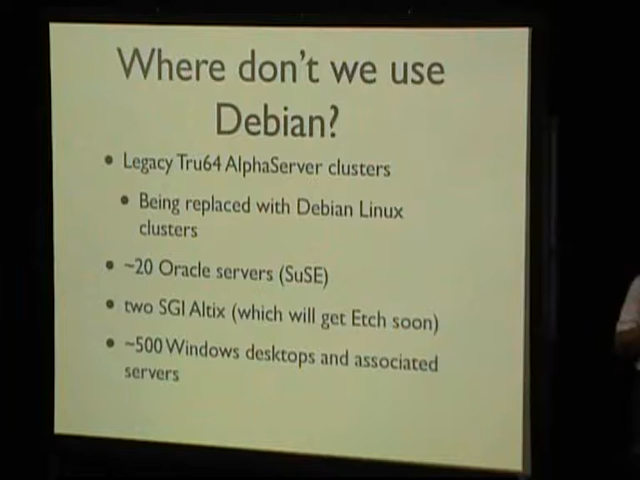 Where don't we use
Debian?
• Legacy Tru64 AlphaServer clusters
• Being replaced with Debian Linux
clusters
• ~20 Oracle servers (SuSE)
• two SGI Altix (which will get Etch soon)
• ~500 Windows desktops and associated
servers